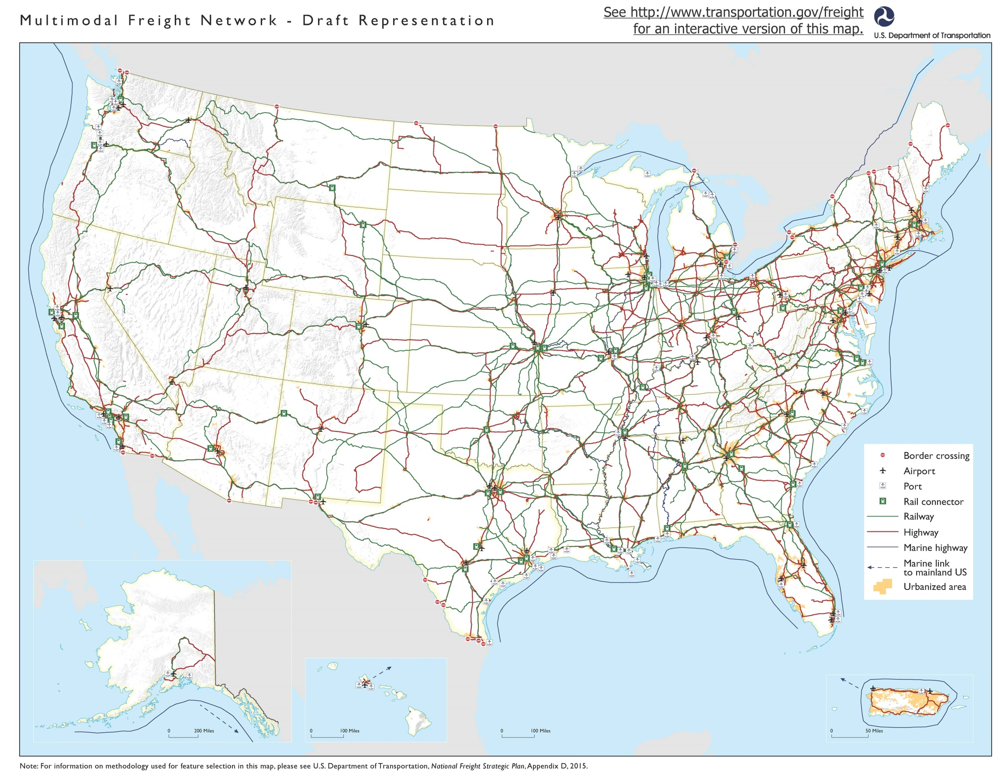 Multimodal Freight Network - Draft Representation
See http://www.transportation.gov/freight
for an interactive version of this map.
U.S. Department of Transportation
Border crossing
Airport
Port
Rail connector
Railway
Highway
Marine highway
Marine link
to mainland US
Urbanized area
0 200 Miles
0 100 Miles
0 100 Miles
0 50 Miles
Note: For information on methodology used for feature selection in this map, please see U.S. Department of Transportation, National Freight Strategic Plan, Appendix D, 2015.